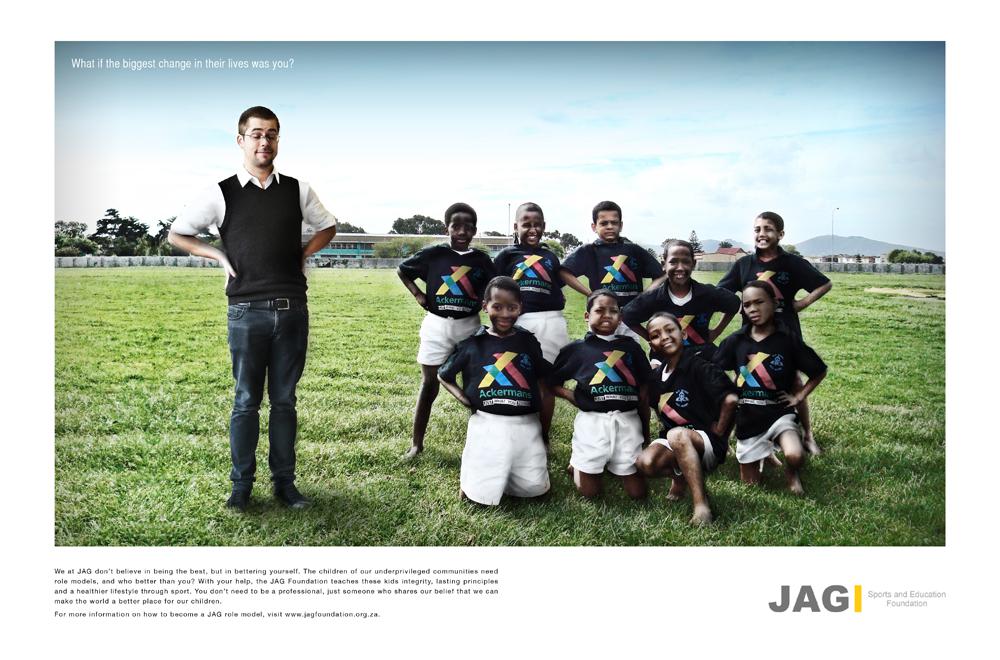 What if the biggest change in their lives was you?
Ackermans
Ackermans
Ackermans
Ackermans
Ackermans
Ackermans
We at JAG don't believe in being the best, but in bettering yourself. The children of our underprivileged communities need
role models, and who better than you? With your help, the JAG Foundation teaches these kids integrity, lasting principles
and a healthier lifestyle through sport. You don't need to be a professional, just someone who shares our belief that we can
make the world a better place for our children.
For more information on how to become a JAG role model, visit www.jagfoundation.org.za.
JAG
Sports and Education
Foundation